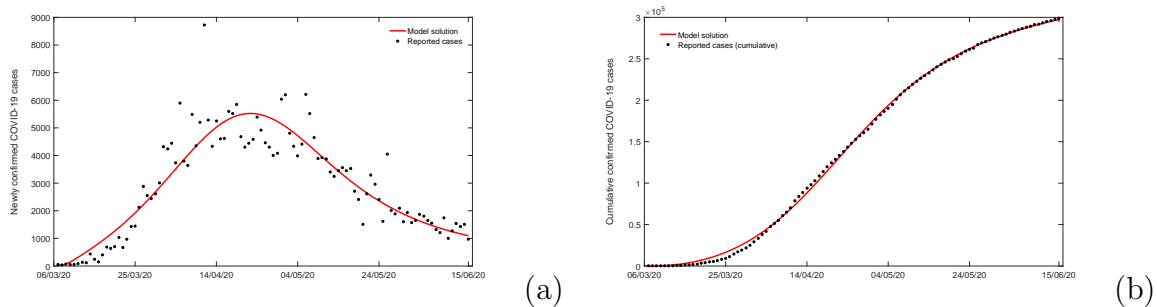 9000
8000
7000
6000
5000
4000
3000
2000
1000
0
Newly confirmed COVID-19 cases
Model solution
Reported cases
06/03/20 25/03/20 14/04/20 04/05/20 24/05/20 15/06/20
(a)
×10⁵
3
2.5
2
1.5
1
0.5
0
Cumulative confirmed COVID-19 cases
Model solution
Reported cases (cumulative)
06/03/20 25/03/20 14/04/20 04/05/20 24/05/20 15/06/20
(b)